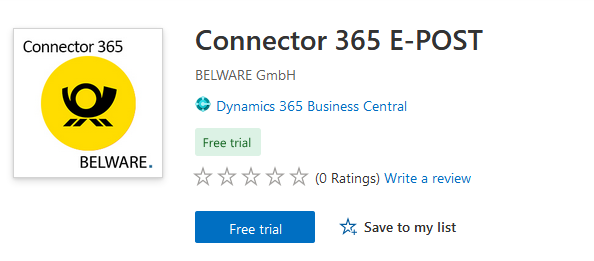 Connector 365
BELWARE.
Connector 365 E-POST
BELWARE GmbH
Dynamics 365 Business Central
Free trial
(0 Ratings) Write a review
Free trial
Save to my list